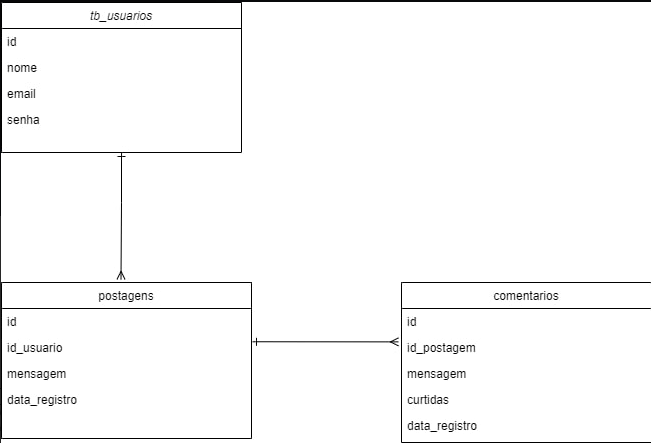 tb_usuarios
id
nome
email
senha
postagens
id
id_usuario
mensagem
data_registro
comentarios
id
id_postagem
mensagem
curtidas
data_registro